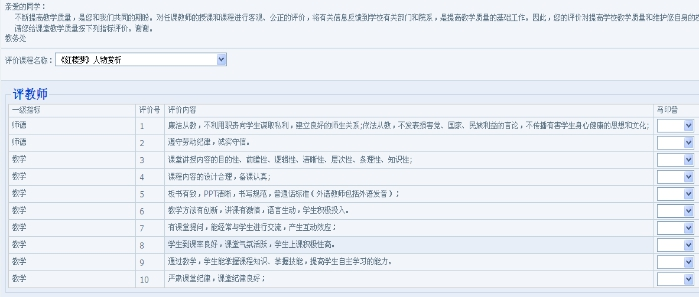 亲爱的同学：
不断提高教学质量，是您和我们共同的期盼。对任课教师的授课和课程进行客观、公正的评价，将有关信息反馈到学校有关部门和院系，是提高教学质量的基础工作。因此，您的评价对提高学校教学质量和维护您自身的
请您给课堂教学质量按下列指标评价。谢谢。
教务处
评价课程名称： 《红楼梦》人物赏析
评教师
一级指标 评价号 评价内容
师德 1 廉洁从教，不利用职责向学生谋取私利，建立良好的师生关系;依法从教，不发表损害党、国家、民族利益的言论，不传播有害学生身心健康的思想和文化;
师德 2 遵守劳动纪律，诚实守信。
教学 3 课堂讲授内容的目的性、前瞻性、逻辑性、清晰性、层次性、条理性、知识性;
教学 4 课程内容的设计合理，备课认真;
教学 5 板书有致，PPT清晰，书写规范，普通话标准（外语教师包括外语发音）;
教学 6 教学方法有创新，讲课有激情，语言生动，学生积极投入。
教学 7 有课堂提问，能经常与学生进行交流，产生互动效应;
教学 8 学生到课率良好，课堂气氛活跃，学生上课积极性高。
教学 9 通过教学，学生能掌握课程知识、掌握技能，提高学生自主学习的能力。
教学 10 严肃课堂纪律，课堂纪律良好;